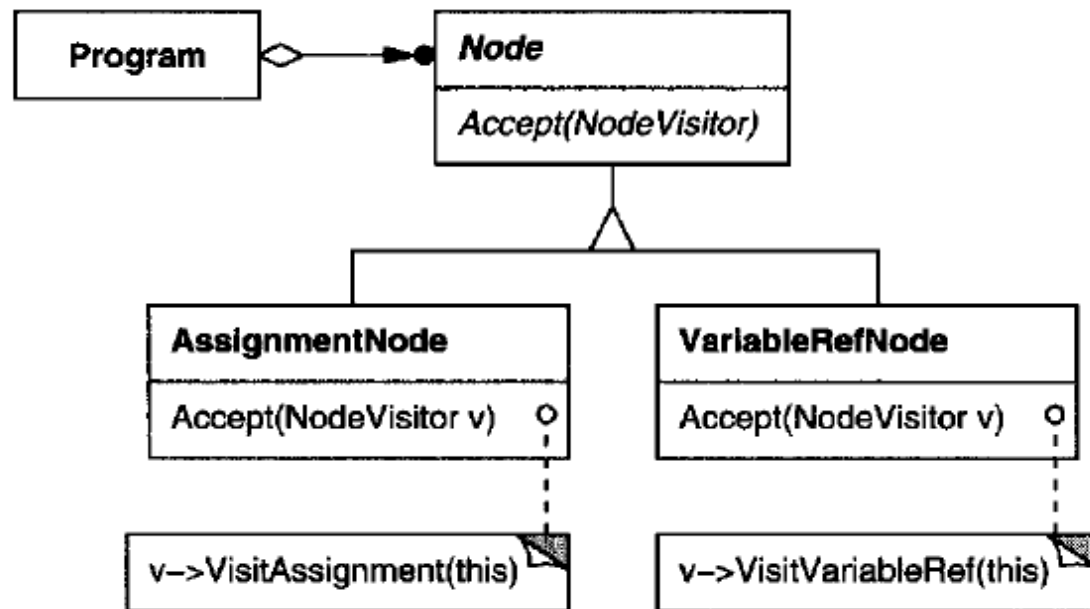 Program
Node
Accept(NodeVisitor)
AssignmentNode
Accept(NodeVisitor v)
v->VisitAssignment(this)
VariableRefNode
Accept(NodeVisitor v)
v->VisitVariableRef(this)